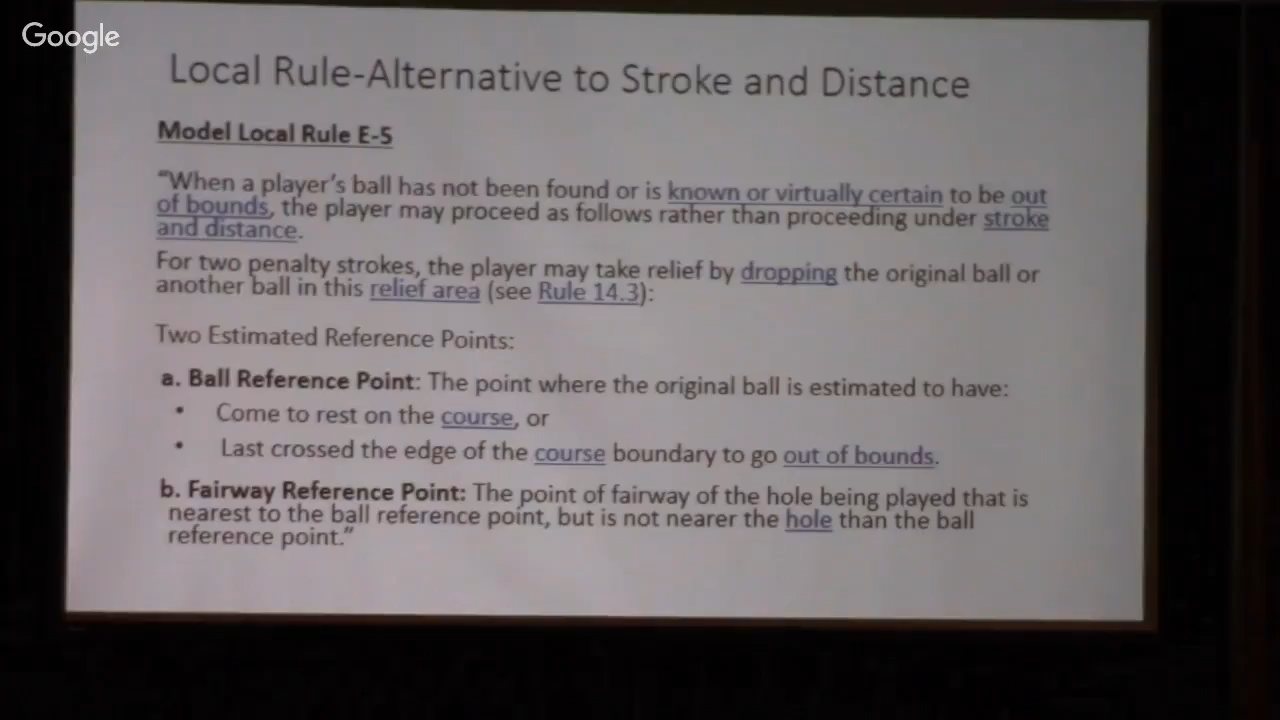 Google
Local Rule-Alternative to Stroke and Distance
Model Local Rule E-5
"When a player's ball has not been found or is known or virtually certain to be out
of bounds, the player may proceed as follows rather than proceeding under stroke
and distance.
For two penalty strokes, the player may take relief by dropping the original ball or
another ball in this relief area (see Rule 14.3):
Two Estimated Reference Points:
a. Ball Reference Point: The point where the original ball is estimated to have:
• Come to rest on the course, or
• Last crossed the edge of the course boundary to go out of bounds.
b. Fairway Reference Point: The point of fairway of the hole being played that is
nearest to the ball reference point, but is not nearer the hole than the ball
reference point."